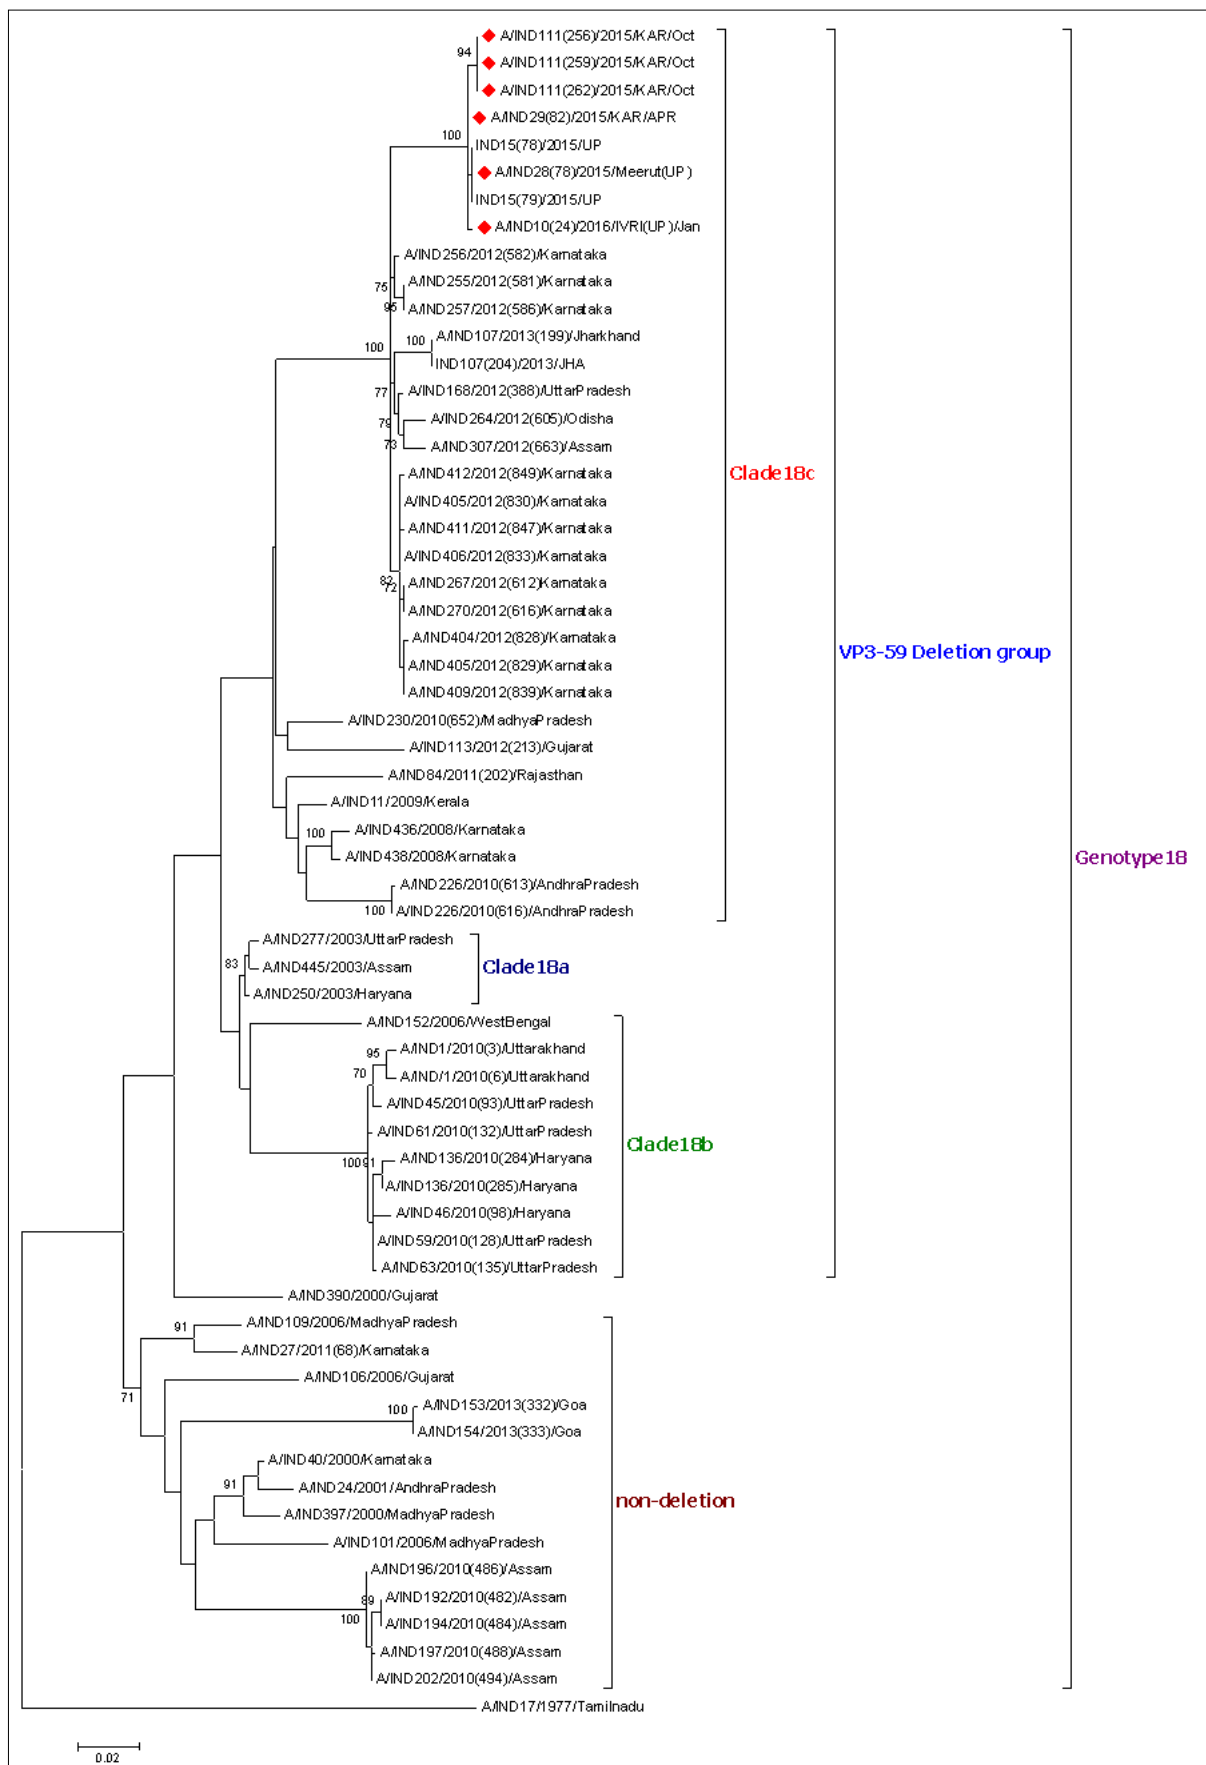 A/IND111(256)/2015/KAR/Oct
94
A/IND111(259)/2015/KAR/Oct
A/IND111(262)/2015/KAR/Oct
A/IND29(82)/2015/KAR/APR
100
IND15(78)/2015/UP
A/IND28(78)/2015/Meerut(UP)
IND15(79)/2015/UP
A/IND10(24)/2016/IVRI(UP)/Jan
A/IND256/2012(582)/Karnataka
75
A/IND255/2012(581)/Karnataka
95
A/IND257/2012(586)/Karnataka
100
A/IND107/2013(199)/Jharkhand
100
IND107(204)/2013/JHA
77
A/IND168/2012(388)/UttarPradesh
79
A/IND264/2012(605)/Odisha
73
A/IND307/2012(663)/Assam
Clade18c
A/IND412/2012(849)/Karnataka
A/IND405/2012(830)/Karnataka
A/IND411/2012(847)/Karnataka
A/IND406/2012(833)/Karnataka
82
72
A/IND267/2012(612)Karnataka
A/IND270/2012(616)/Karnataka
A/IND404/2012(828)/Karnataka
VP3-59 Deletion group
A/IND405/2012(829)/Karnataka
A/IND409/2012(839)/Karnataka
A/IND230/2010(652)/MadhyaPradesh
A/IND113/2012(213)/Gujarat
A/IND84/2011(202)/Rajasthan
A/IND11/2009/Kerala
100
A/IND436/2008/Karnataka
A/IND438/2008/Karnataka
Genotype18
A/IND226/2010(613)/AndhraPradesh
100
A/IND226/2010(616)/AndhraPradesh
A/IND277/2003/UttarPradesh
83
A/IND445/2003/Assam
Clade18a
A/IND250/2003/Haryana
A/IND152/2006/WestBengal
95
A/IND1/2010(3)/Uttarakhand
70
A/IND/1/2010(6)/Uttarakhand
A/IND45/2010(93)/UttarPradesh
A/IND61/2010(132)/UttarPradesh
Clade18b
100
91
A/IND136/2010(284)/Haryana
A/IND136/2010(285)/Haryana
A/IND46/2010(98)/Haryana
A/IND59/2010(128)/UttarPradesh
A/IND63/2010(135)/UttarPradesh
A/IND390/2000/Gujarat
91
A/IND109/2006/MadhyaPradesh
A/IND27/2011(68)/Karnataka
71
A/IND106/2006/Gujarat
100
A/IND153/2013(332)/Goa
A/IND154/2013(333)/Goa
A/IND40/2000/Karnataka
91
A/IND24/2001/AndhraPradesh
non-deletion
A/IND397/2000/MadhyaPradesh
A/IND101/2006/MadhyaPradesh
A/IND196/2010(486)/Assam
89
A/IND192/2010(482)/Assam
100
A/IND194/2010(484)/Assam
A/IND197/2010(488)/Assam
A/IND202/2010(494)/Assam
A/IND17/1977/Tamilnadu
0.02